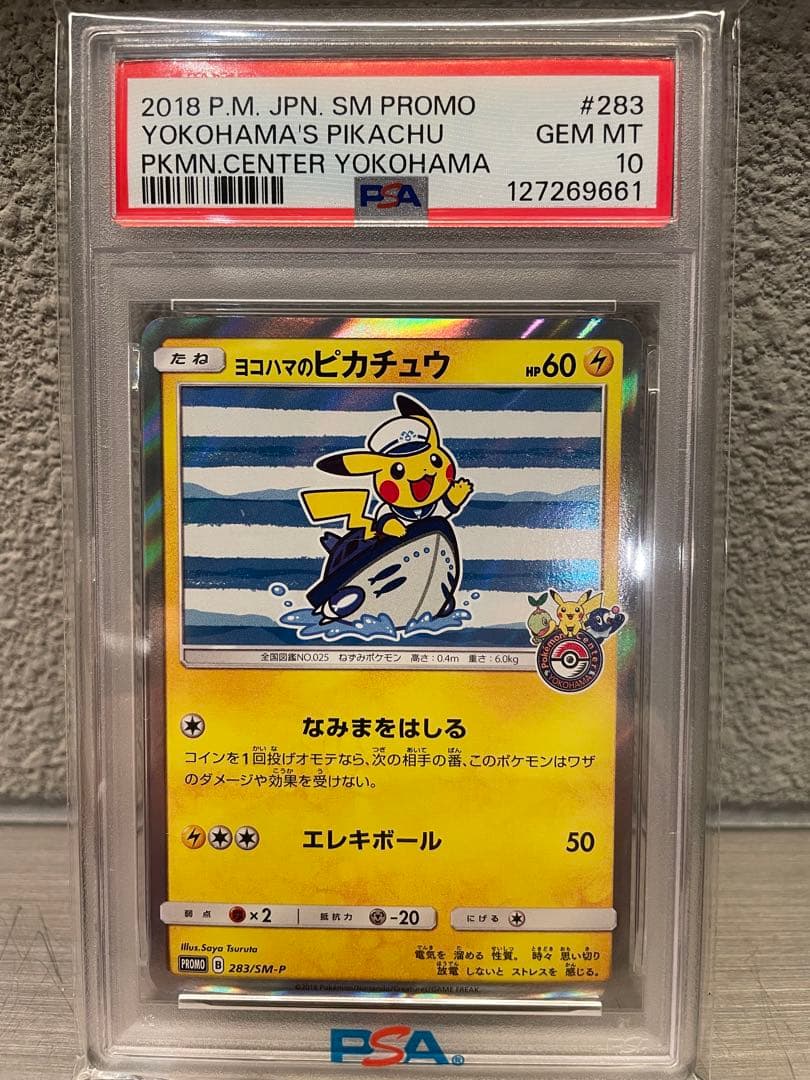 2018 P.M. JPN. SM PROMO #283
YOKOHAMA'S PIKACHU GEM MT
PKMN.CENTER YOKOHAMA 10
PSA 127269661
たね ヨコハマのピカチュウ HP60
Pokémon Center
YOKOHAMA
全国図鑑NO.025 ねずみポケモン 高さ:0.4m 重さ:6.0kg
なみまをはしる
コインを1回投げオモテなら、次の相手の番、このポケモンはワザ
のダメージや効果を受けない。
エレキボール 50
弱点 ×2 抵抗力 -20 にげる
Illus.Saya Tsuruta
電気を 溜める 性質。 時々 思い切り
放電 しないと ストレスを 感じる。
PROMO B 283/SM-P
©2018 Pokémon/Nintendo/Creatures/GAME FREAK.
PSA®